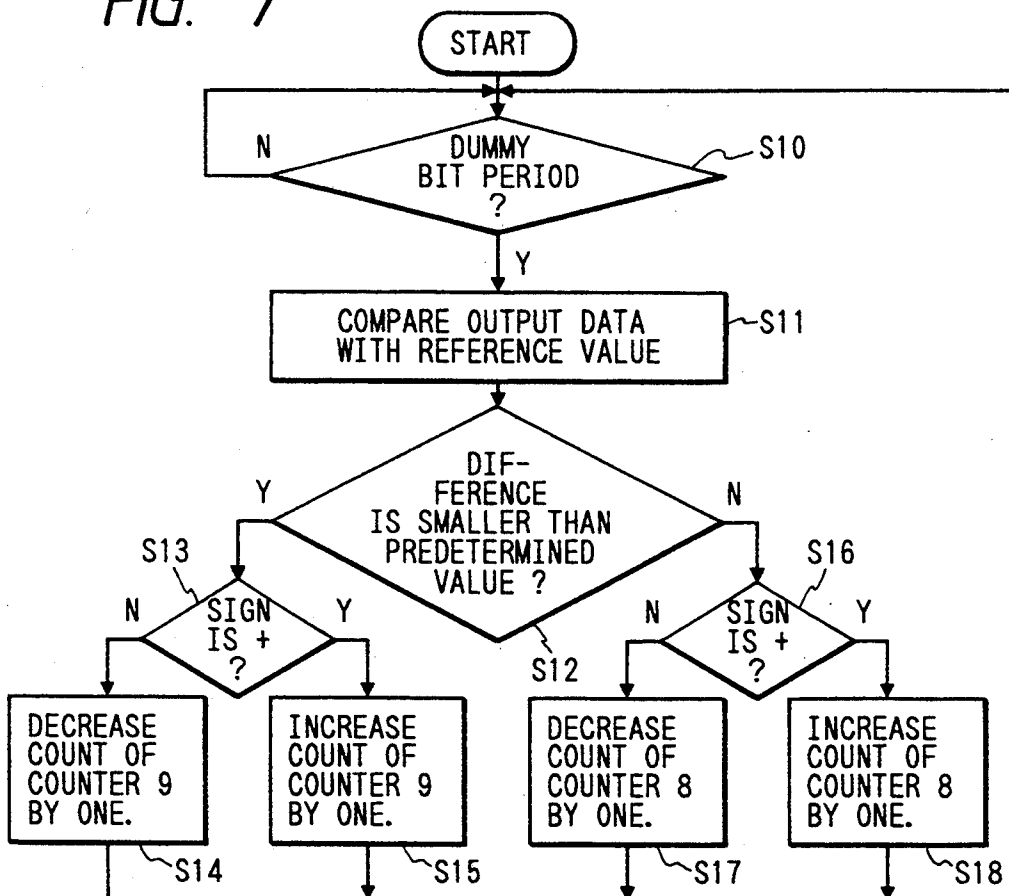 FIG. 7
START
N
DUMMY
BIT PERIOD
?
S10
Y
COMPARE OUTPUT DATA
WITH REFERENCE VALUE
S11
Y
DIF-
FERENCE
IS SMALLER THAN
PREDETERMINED
VALUE ?
N
S12
S13
N
SIGN
IS +
?
Y
S16
N
SIGN
IS +
?
Y
DECREASE
COUNT OF
COUNTER 9
BY ONE.
S14
INCREASE
COUNT OF
COUNTER 9
BY ONE.
S15
DECREASE
COUNT OF
COUNTER 8
BY ONE.
S17
INCREASE
COUNT OF
COUNTER 8
BY ONE.
S18